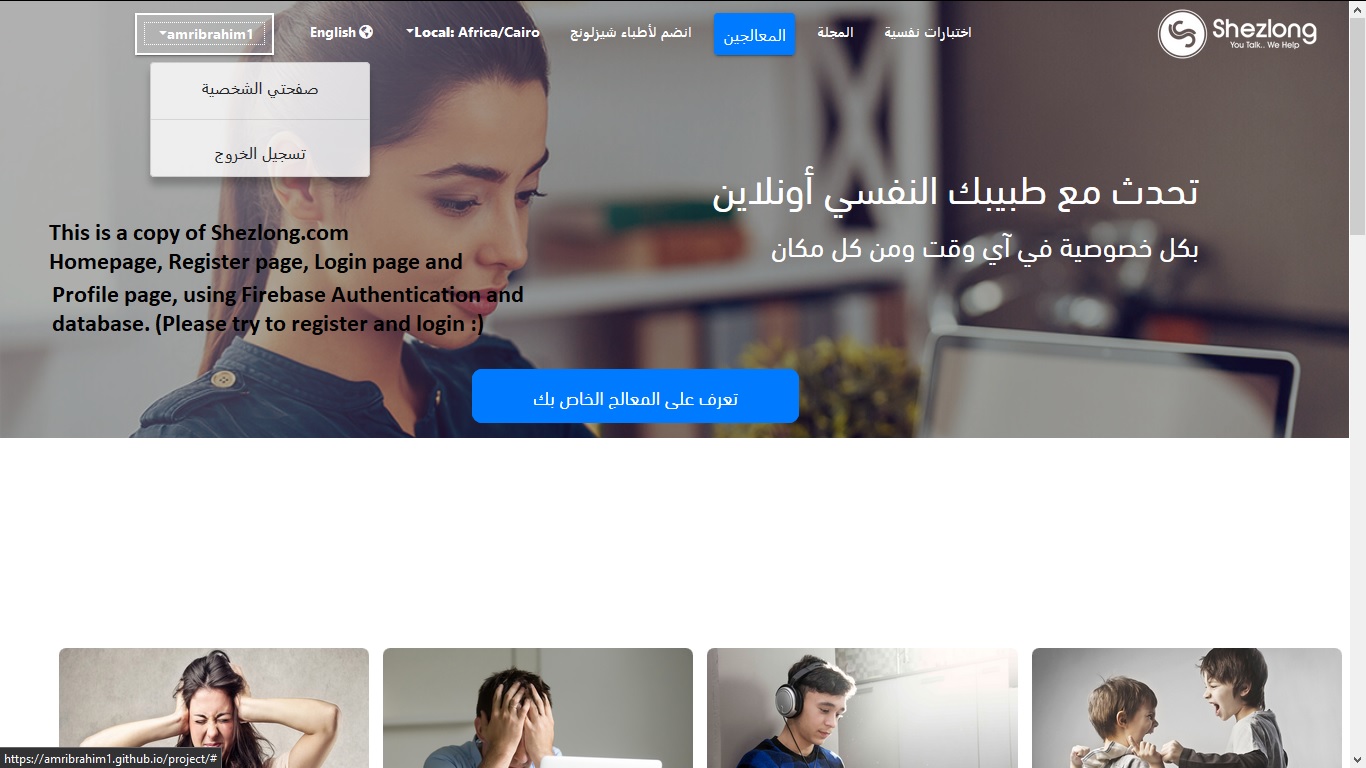 Shezlong
You Talk.. We Help
اختبارات نفسية
المجلة
المعالجين
انضم لأطباء شيزلونج
Local: Africa/Cairo
English
amribrahim1
صفحتي الشخصية
تسجيل الخروج
تحدث مع طبيبك النفسي أونلاين
بكل خصوصية في آي وقت ومن كل مكان
This is a copy of Shezlong.com
Homepage, Register page, Login page and
Profile page, using Firebase Authentication and
database. (Please try to register and login :)
تعرف على المعالج الخاص بك
https://amribrahim1.github.io/project/#